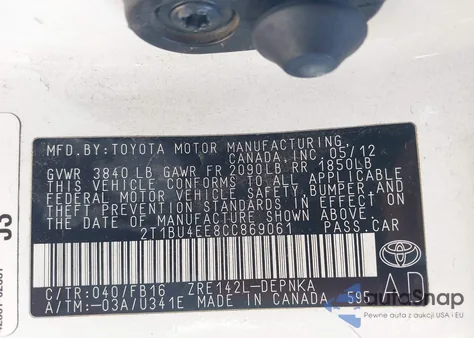 MFD.BY:TOYOTA MOTOR MANUFACTURING
CANADA, INC. 05/12
GVWR 3840 LB GAWR FR 2090LB RR 1850LB
THIS VEHICLE CONFORMS TO ALL APPLICABLE
FEDERAL MOTOR VEHICLE SAFETY, BUMPER, AND
THEFT PREVENTION STANDARDS IN EFFECT
ON THE DATE OF MANUFACTURE SHOWN ABOVE.
2T1BU4EE8CC869061 PASS.CAR
C/TR:040/FB16 ZRE142L-DEPNKA
A/TM:-03A/U341E MADE IN CANADA 595
AD
TOYOTA
autoSnap
Pewne auta z USA i EU